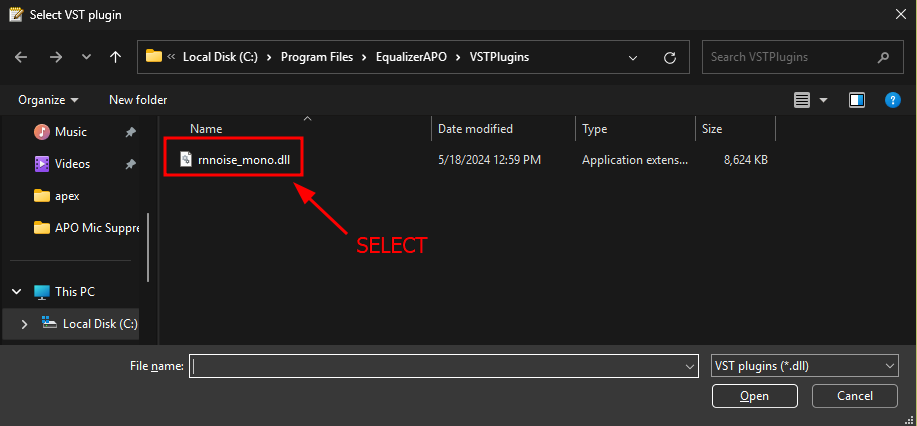 Select VST plugin
« Local Disk (C:) > Program Files > EqualizerAPO > VSTPlugins
Search VSTPlugins
Organize
New folder
Name
Date modified
Type
Size
Music
Videos
apex
APO Mic Suppre
This PC
Local Disk (C:)
rnnoise_mono.dll
5/18/2024 12:59 PM
Application extens...
8,624 KB
SELECT
File name:
VST plugins (*.dll)
Open
Cancel